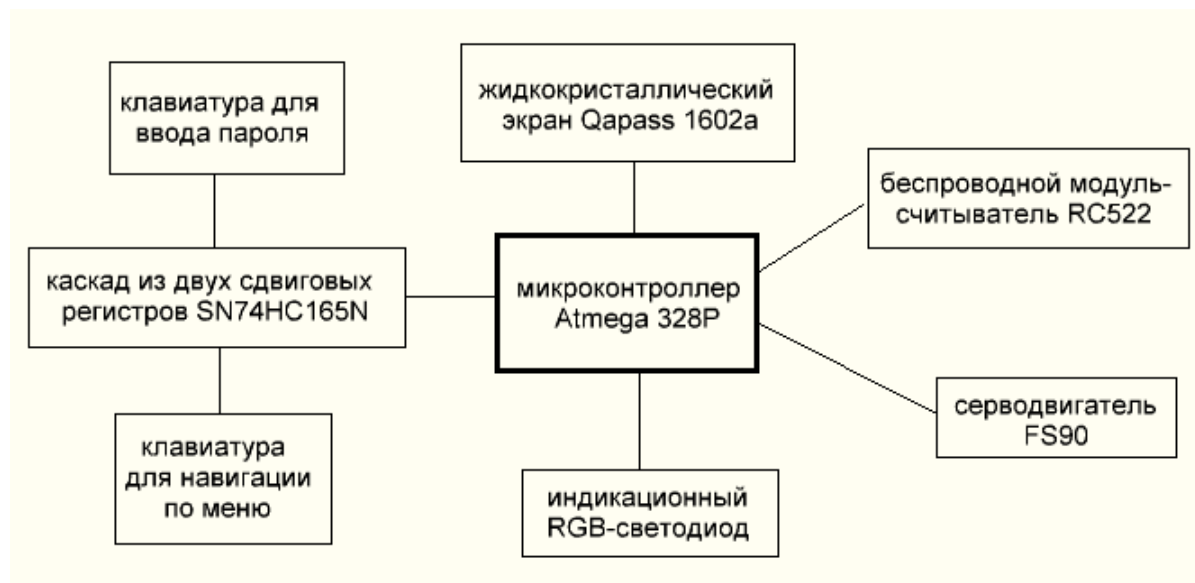 клавиатура для
ввода пароля
жидкокристаллический
экран Qapass 1602a
беспроводной модуль-
считыватель RC522
каскад из двух сдвиговых
регистров SN74HC165N
микроконтроллер
Atmega 328P
серводвигатель
FS90
клавиатура
для навигации
по меню
индикационный
RGB-светодиод